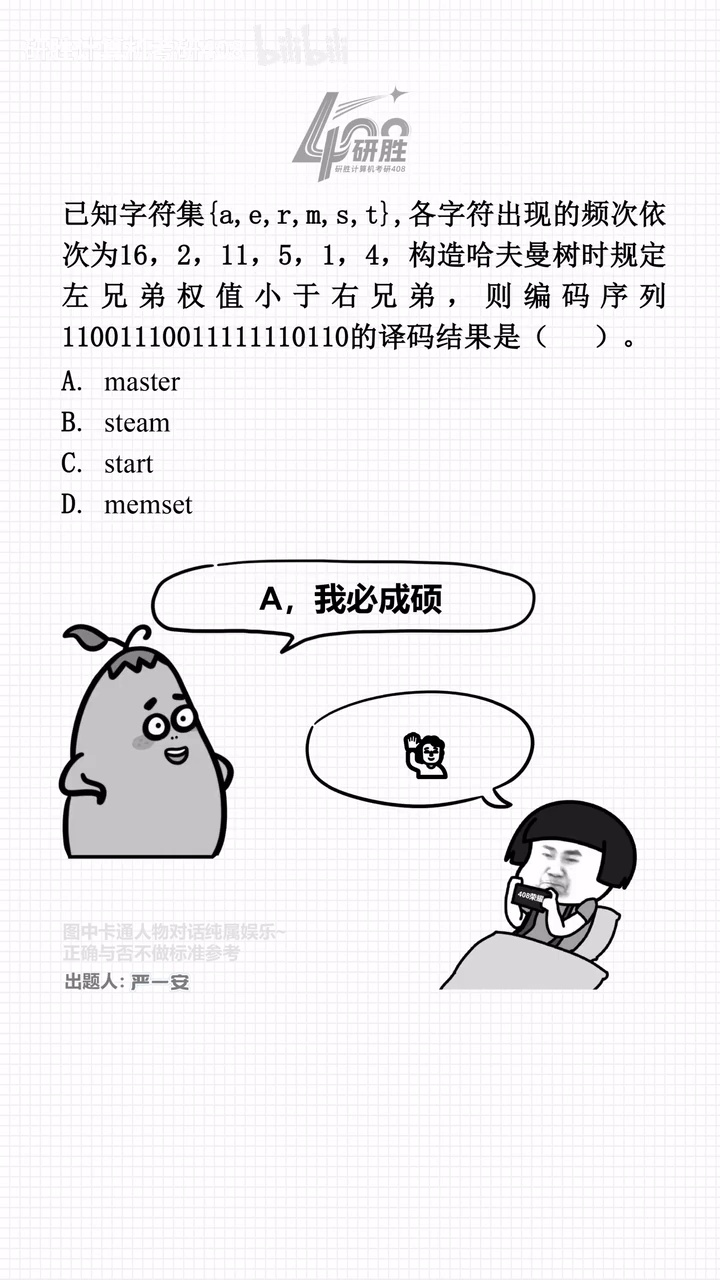 bilibili
408
研胜
研胜计算机考研408
已知字符集{a,e,r,m,s,t},各字符出现的频次依
次为16, 2, 11, 5, 1, 4, 构造哈夫曼树时规定
左兄弟权值小于右兄弟,则编码序列
11001110011111110110的译码结果是（　　）。
A. master
B. steam
C. start
D. memset
A，我必成硕
408荣耀
图中卡通人物对话纯属娱乐~
正确与否不做标准参考
出题人：严一安